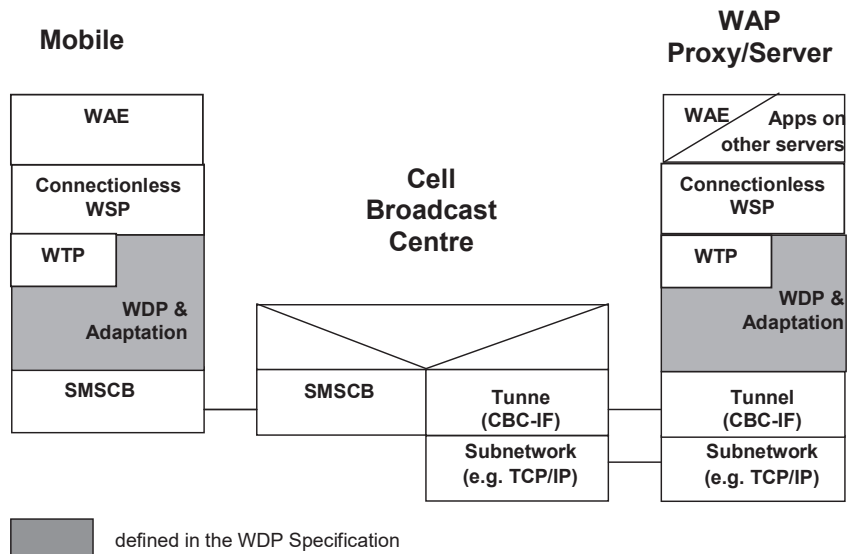 Mobile
WAP
Proxy/Server
WAE
WAE
Apps on
other servers
Connectionless
WSP
Cell
Broadcast
Centre
Connectionless
WSP
WTP
WTP
WDP &
Adaptation
WDP &
Adaptation
SMSCB
SMSCB
Tunne
(CBC-IF)
Tunnel
(CBC-IF)
Subnetwork
(e.g. TCP/IP)
Subnetwork
(e.g. TCP/IP)
defined in the WDP Specification